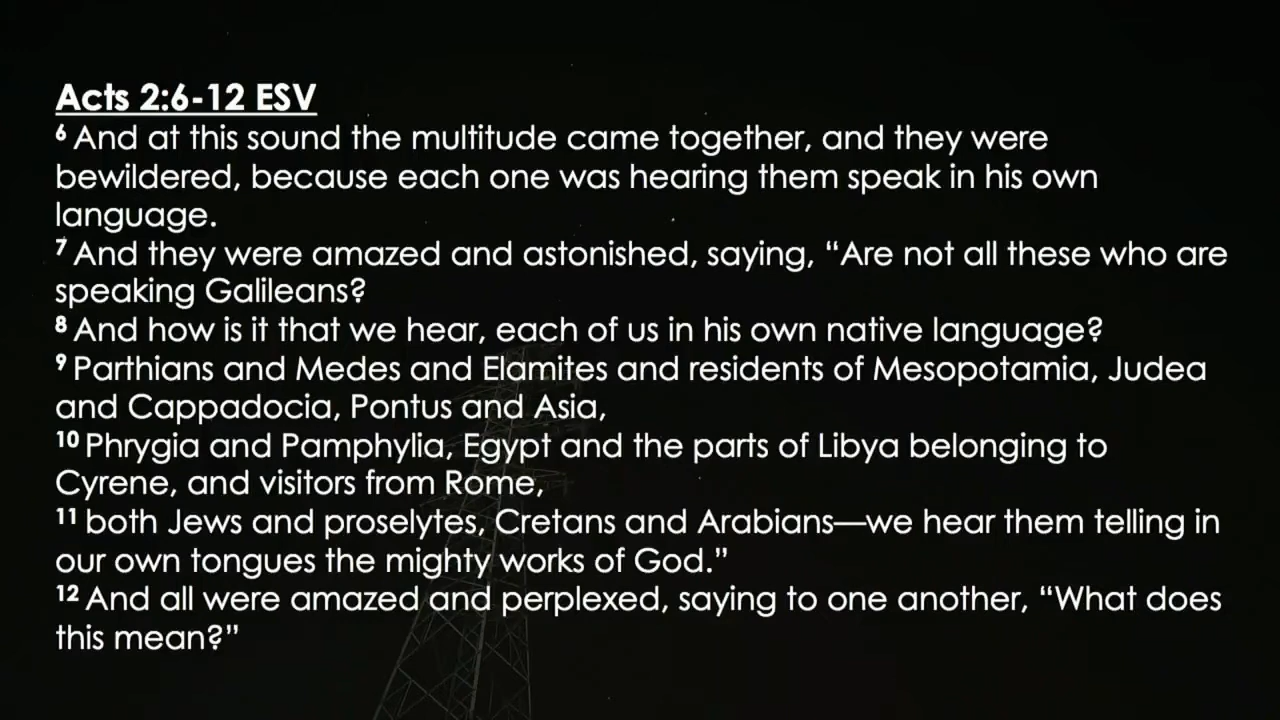 Acts 2:6-12 ESV
6 And at this sound the multitude came together, and they were
bewildered, because each one was hearing them speak in his own
language.
7 And they were amazed and astonished, saying, “Are not all these who are
speaking Galileans?
8 And how is it that we hear, each of us in his own native language?
9 Parthians and Medes and Elamites and residents of Mesopotamia, Judea
and Cappadocia, Pontus and Asia,
10 Phrygia and Pamphylia, Egypt and the parts of Libya belonging to
Cyrene, and visitors from Rome,
11 both Jews and proselytes, Cretans and Arabians—we hear them telling in
our own tongues the mighty works of God.”
12 And all were amazed and perplexed, saying to one another, “What does
this mean?”